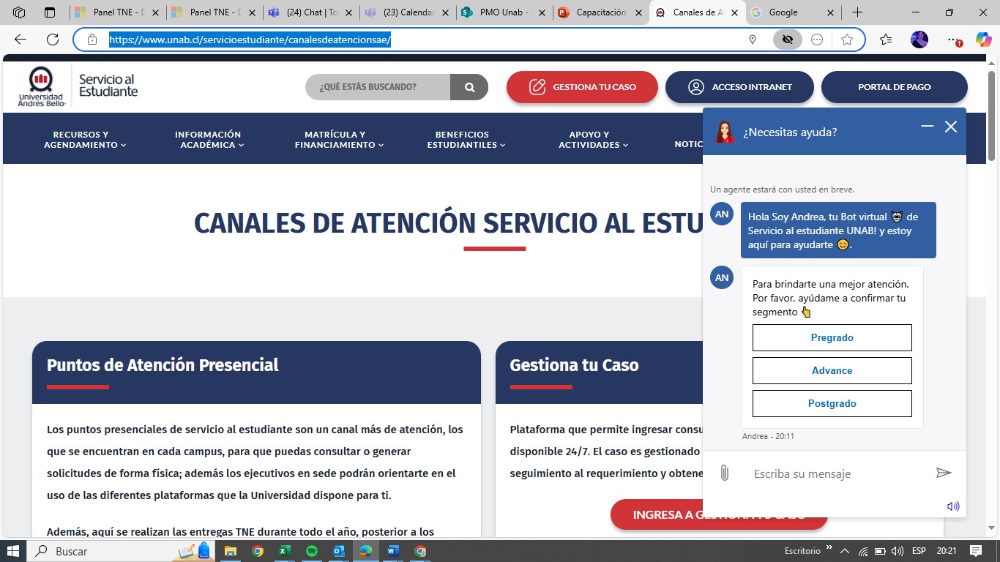 Panel TNE - D
Panel TNE - D
(24) Chat | To
(23) Calendar
PMO Unab -
Capacitación
Canales de A
Google
https://www.unab.cl/servicioestudiante/canalesdeatencionsae/
Universidad
Andrés Bello
Servicio al
Estudiante
¿QUÉ ESTÁS BUSCANDO?
GESTIONA TU CASO
ACCESO INTRANET
PORTAL DE PAGO
RECURSOS Y
AGENDAMIENTO
INFORMACIÓN
ACADÉMICA
MATRÍCULA Y
FINANCIAMIENTO
BENEFICIOS
ESTUDIANTILES
APOYO Y
ACTIVIDADES
NOTIC
CANALES DE ATENCIÓN SERVICIO AL ESTU
Puntos de Atención Presencial
Los puntos presenciales de servicio al estudiante son un canal más de atención, los
que se encuentran en cada campus, para que puedas consultar o generar
solicitudes de forma física; además los ejecutivos en sede podrán orientarte en el
uso de las diferentes plataformas que la Universidad dispone para ti.
Además, aquí se realizan las entregas TNE durante todo el año, posterior a los
Gestiona tu Caso
Plataforma que permite ingresar consu
disponible 24/7. El caso es gestionado
seguimiento al requerimiento y obtene
INGRESA A GESTIONA TU CASO
¿Necesitas ayuda?
Un agente estará con usted en breve.
AN
Hola Soy Andrea, tu Bot virtual 🤖 de
Servicio al estudiante UNAB! y estoy
aquí para ayudarte 😊.
AN
Para brindarte una mejor atención.
Por favor, ayúdame a confirmar tu
segmento 👆
Pregrado
Advance
Postgrado
Andrea - 20:11
Escriba su mensaje
Buscar
Escritorio
ESP
20:21